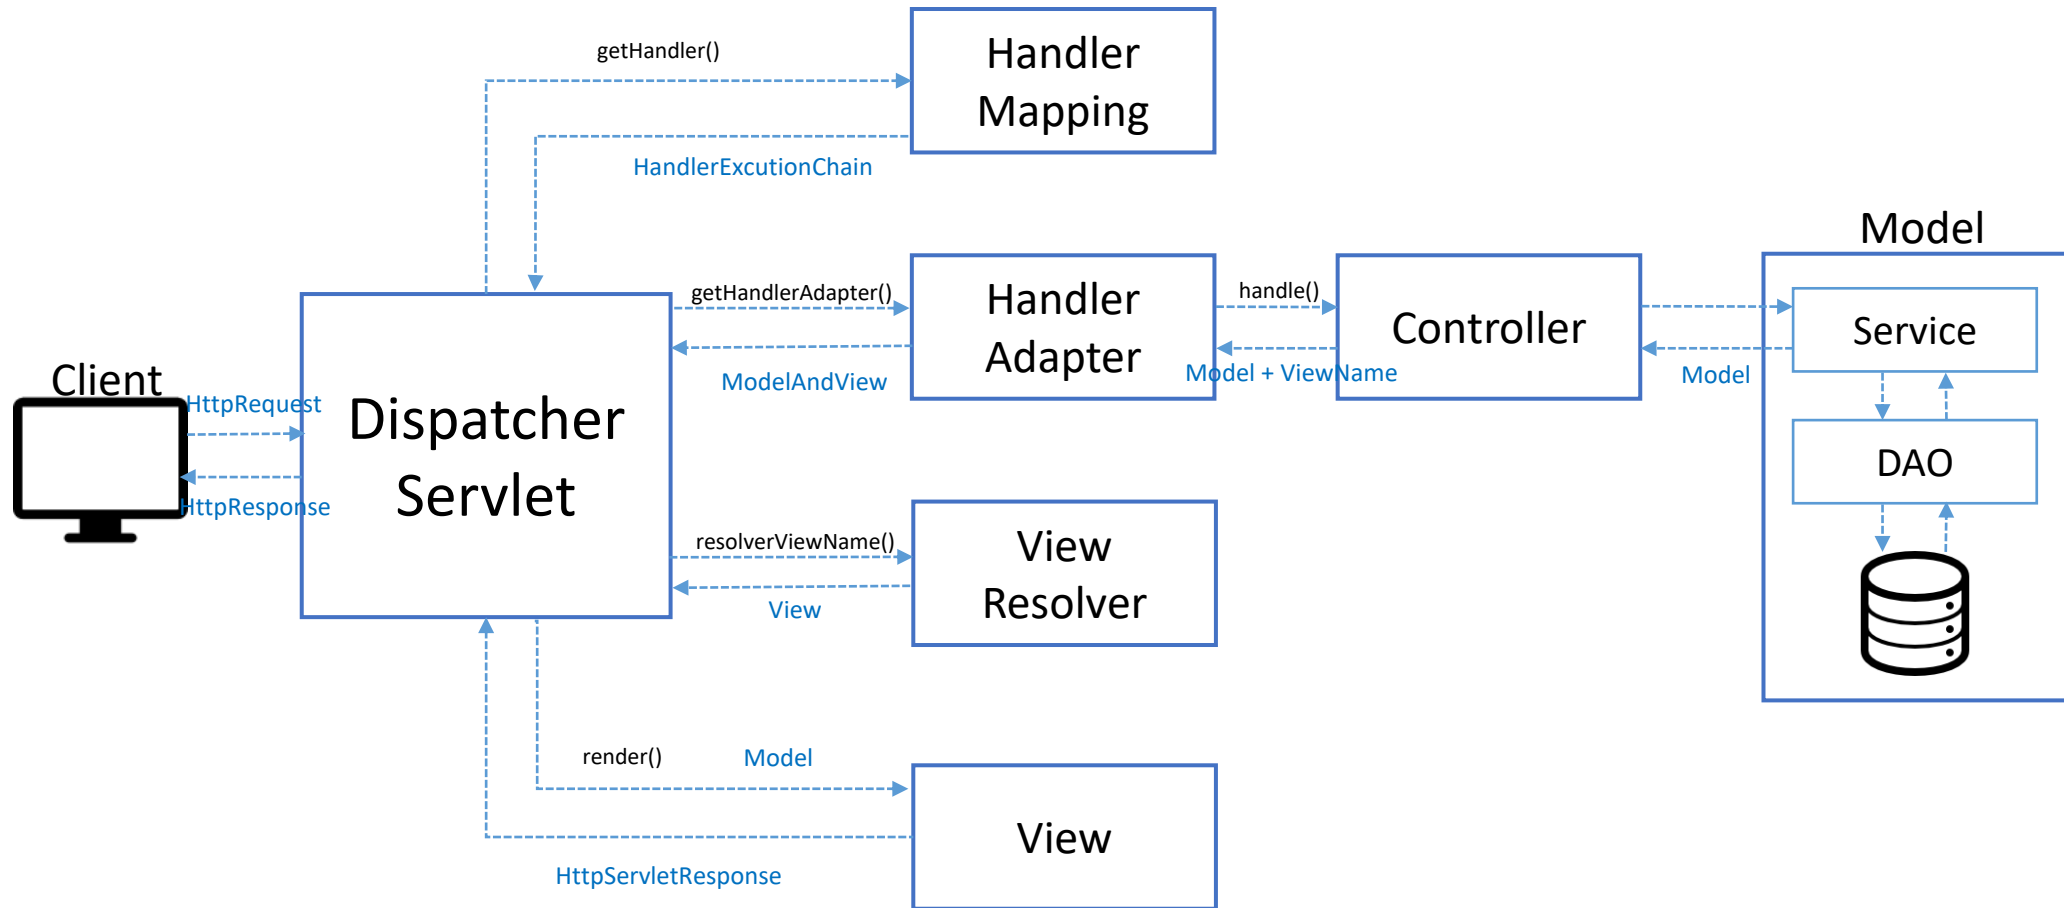 getHandler()
Handler
Mapping
HandlerExcutionChain
Model
getHandlerAdapter()
Handler
Adapter
ModelAndView
handle()
Model + ViewName
Controller
Model
Service
DAO
Client
HttpRequest
HttpResponse
Dispatcher
Servlet
resolverViewName()
View
View
Resolver
render()
Model
View
HttpServletResponse